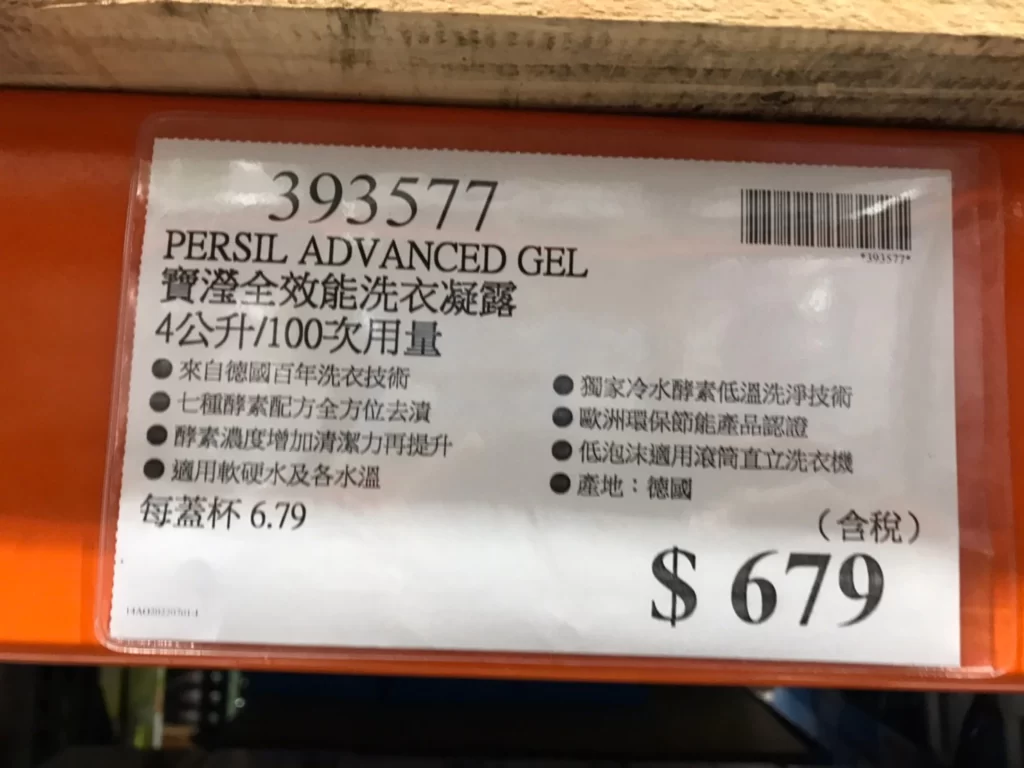 393577
*393577*
PERSIL ADVANCED GEL
寶瀅全效能洗衣凝露
4公升/100次用量
● 來自德國百年洗衣技術
● 七種酵素配方全方位去漬
● 酵素濃度增加清潔力再提升
● 適用軟硬水及各水溫
● 獨家冷水酵素低溫洗淨技術
● 歐洲環保節能產品認證
● 低泡沫適用滾筒直立洗衣機
● 產地：德國
每蓋杯 6.79
（含稅）
$ 679